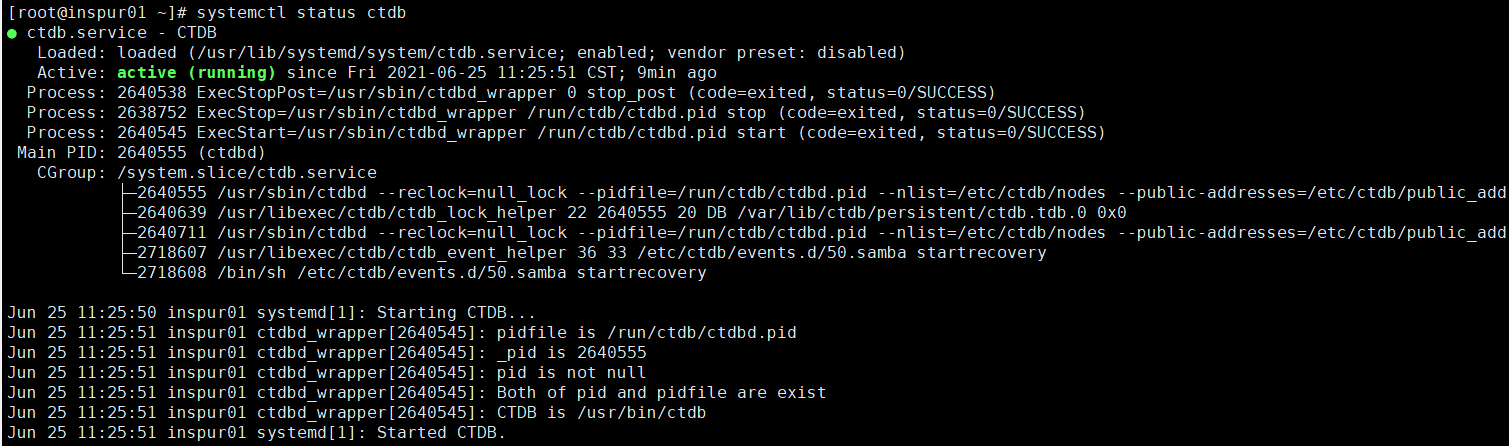 [root@inspur01 ~]# systemctl status ctdb
● ctdb.service - CTDB
   Loaded: loaded (/usr/lib/systemd/system/ctdb.service; enabled; vendor preset: disabled)
   Active: active (running) since Fri 2021-06-25 11:25:51 CST; 9min ago
  Process: 2640538 ExecStopPost=/usr/sbin/ctdbd_wrapper 0 stop_post (code=exited, status=0/SUCCESS)
  Process: 2638752 ExecStop=/usr/sbin/ctdbd_wrapper /run/ctdb/ctdbd.pid stop (code=exited, status=0/SUCCESS)
  Process: 2640545 ExecStart=/usr/sbin/ctdbd_wrapper /run/ctdb/ctdbd.pid start (code=exited, status=0/SUCCESS)
 Main PID: 2640555 (ctdbd)
   CGroup: /system.slice/ctdb.service
           ├─2640555 /usr/sbin/ctdbd --reclock=null_lock --pidfile=/run/ctdb/ctdbd.pid --nlist=/etc/ctdb/nodes --public-addresses=/etc/ctdb/public_add
           ├─2640639 /usr/libexec/ctdb/ctdb_lock_helper 22 2640555 20 DB /var/lib/ctdb/persistent/ctdb.tdb.0 0x0
           ├─2640711 /usr/sbin/ctdbd --reclock=null_lock --pidfile=/run/ctdb/ctdbd.pid --nlist=/etc/ctdb/nodes --public-addresses=/etc/ctdb/public_add
           ├─2718607 /usr/libexec/ctdb/ctdb_event_helper 36 33 /etc/ctdb/events.d/50.samba startrecovery
           └─2718608 /bin/sh /etc/ctdb/events.d/50.samba startrecovery

Jun 25 11:25:50 inspur01 systemd[1]: Starting CTDB...
Jun 25 11:25:51 inspur01 ctdbd_wrapper[2640545]: pidfile is /run/ctdb/ctdbd.pid
Jun 25 11:25:51 inspur01 ctdbd_wrapper[2640545]: _pid is 2640555
Jun 25 11:25:51 inspur01 ctdbd_wrapper[2640545]: pid is not null
Jun 25 11:25:51 inspur01 ctdbd_wrapper[2640545]: Both of pid and pidfile are exist
Jun 25 11:25:51 inspur01 ctdbd_wrapper[2640545]: CTDB is /usr/bin/ctdb
Jun 25 11:25:51 inspur01 systemd[1]: Started CTDB.